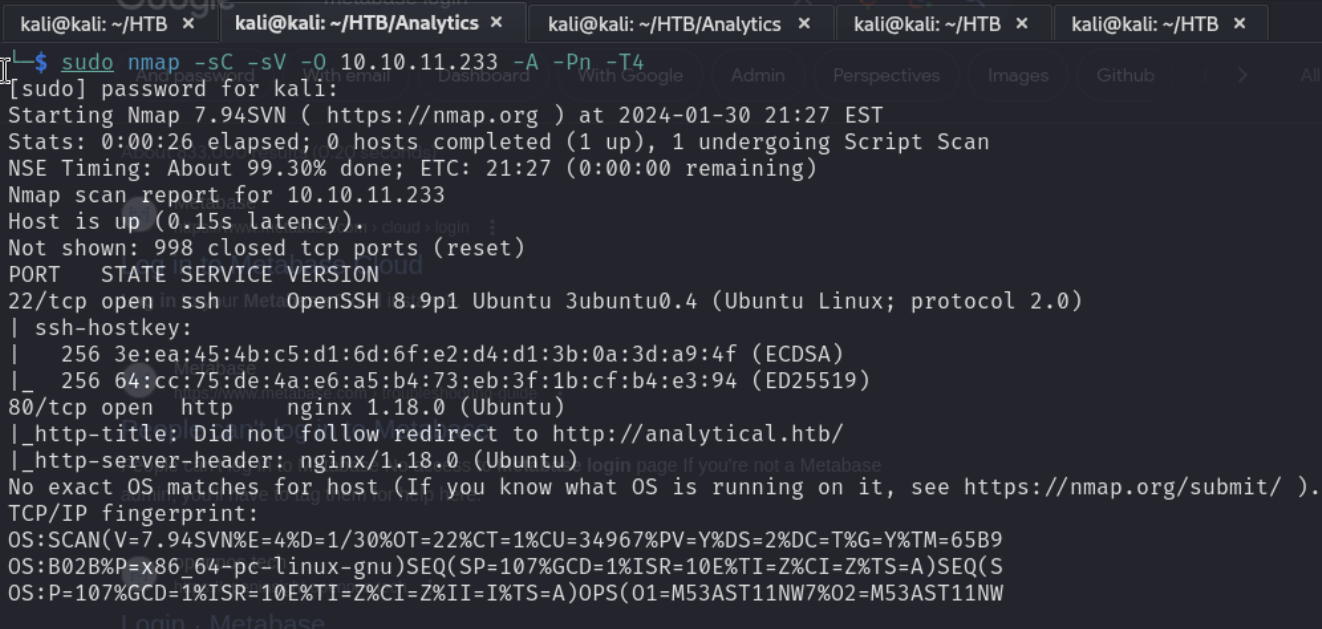 kali@kali: ~/HTB × kali@kali: ~/HTB/Analytics × kali@kali: ~/HTB/Analytics × kali@kali: ~/HTB × kali@kali: ~/HTB ×
└─$ sudo nmap -sC -sV -O 10.10.11.233 -A -Pn -T4
And password With email Dashboard With Google Admin Perspectives Images Github
[sudo] password for kali:
Starting Nmap 7.94SVN ( https://nmap.org ) at 2024-01-30 21:27 EST
Stats: 0:00:26 elapsed; 0 hosts completed (1 up), 1 undergoing Script Scan
NSE Timing: About 99.30% done; ETC: 21:27 (0:00:00 remaining)
Nmap scan report for 10.10.11.233
Host is up (0.15s latency).
Not shown: 998 closed tcp ports (reset)
PORT   STATE SERVICE VERSION
22/tcp open  ssh     OpenSSH 8.9p1 Ubuntu 3ubuntu0.4 (Ubuntu Linux; protocol 2.0)
| ssh-hostkey:
|   256 3e:ea:45:4b:c5:d1:6d:6f:e2:d4:d1:3b:0a:3d:a9:4f (ECDSA)
|_  256 64:cc:75:de:4a:e6:a5:b4:73:eb:3f:1b:cf:b4:e3:94 (ED25519)
80/tcp open  http    nginx 1.18.0 (Ubuntu)
|_http-title: Did not follow redirect to http://analytical.htb/
|_http-server-header: nginx/1.18.0 (Ubuntu)
No exact OS matches for host (If you know what OS is running on it, see https://nmap.org/submit/ ).
TCP/IP fingerprint:
OS:SCAN(V=7.94SVN%E=4%D=1/30%OT=22%CT=1%CU=34967%PV=Y%DS=2%DC=T%G=Y%TM=65B9
OS:B02B%P=x86_64-pc-linux-gnu)SEQ(SP=107%GCD=1%ISR=10E%TI=Z%CI=Z%TS=A)SEQ(S
OS:P=107%GCD=1%ISR=10E%TI=Z%CI=Z%II=I%TS=A)OPS(O1=M53AST11NW7%O2=M53AST11NW
Login · Metabase